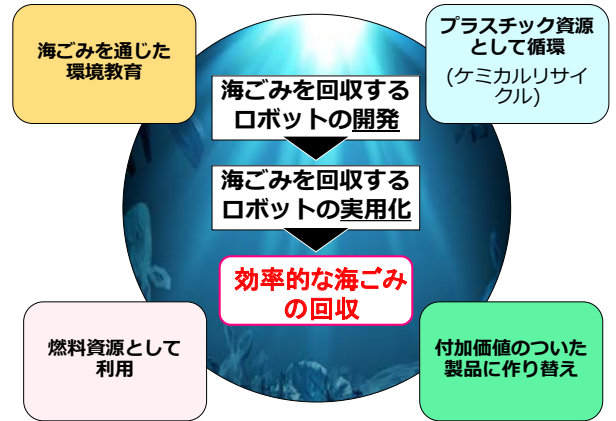 海ごみを通じた
環境教育
プラスチック資源
として循環
(ケミカルリサイ
クル)
海ごみを回収する
ロボットの開発
海ごみを回収する
ロボットの実用化
効率的な海ごみ
の回収
燃料資源として
利用
付加価値のついた
製品に作り替え